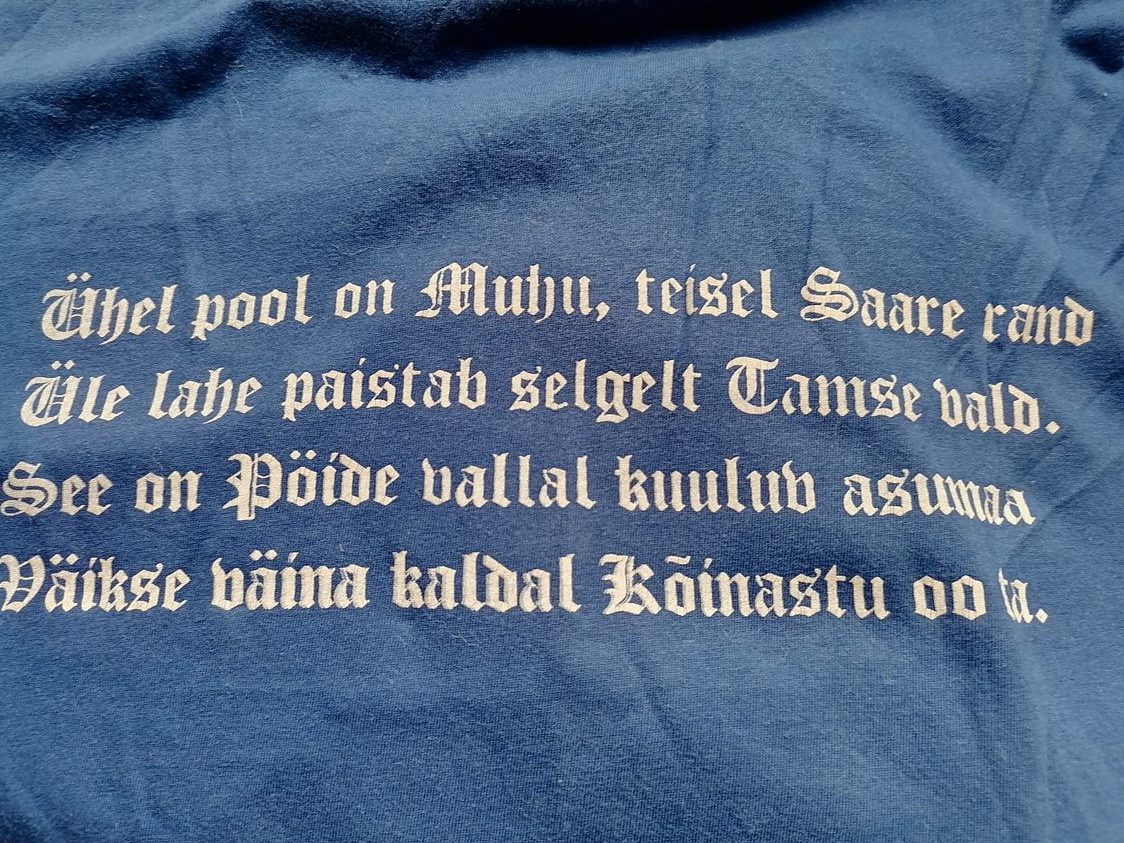 Ühel pool on Muhu, teisel Saare rand
Üle lahe paistab selgelt Tamse vald.
See on Pöide vallal kuuluv asumaa
Väikse väina kaldal Kõinastu oo ta.